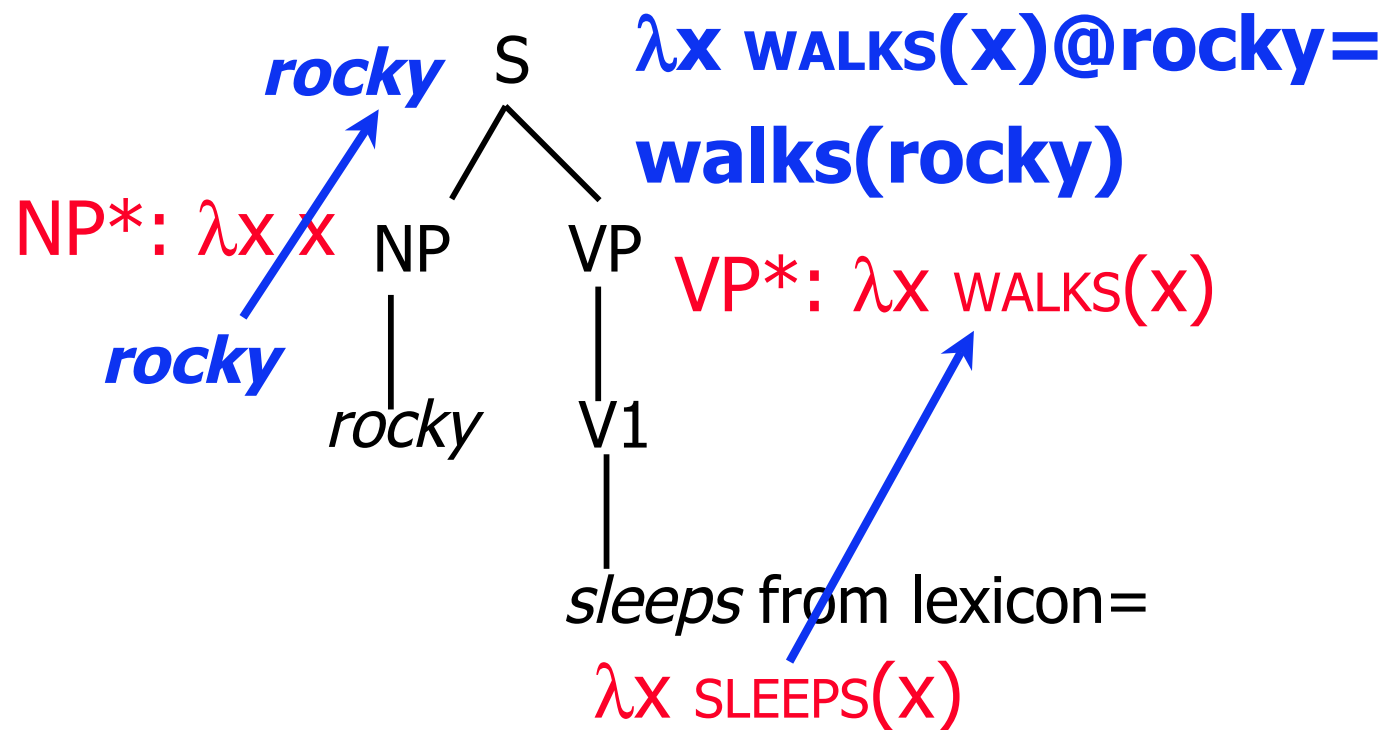 rocky S λx WALKS(x)@rocky=
walks(rocky)
NP*: λx x NP VP
VP*: λx WALKS(x)
rocky
rocky V1
sleeps from lexicon=
λx SLEEPS(x)